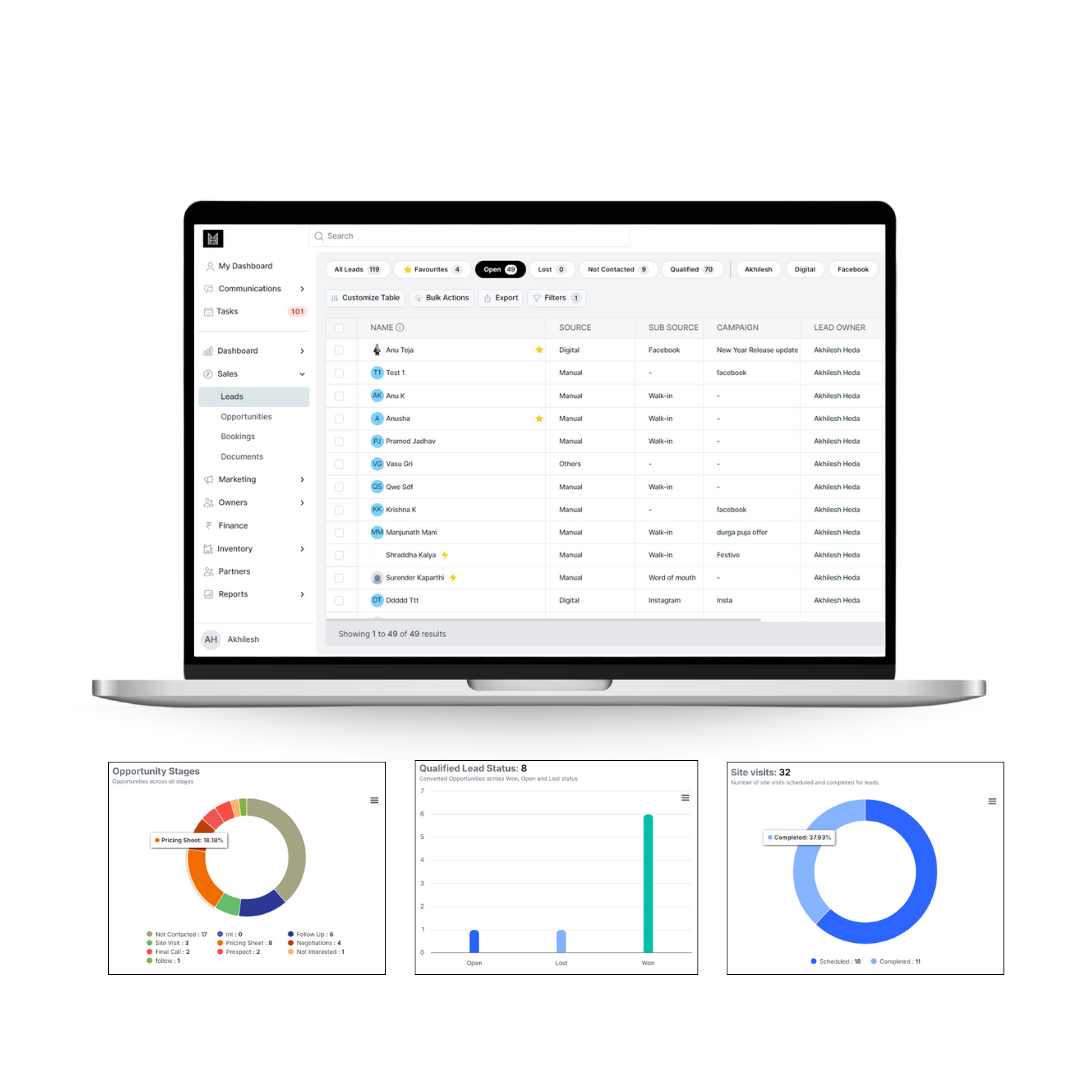 Search
My Dashboard
Communications
Tasks 101
Dashboard
Sales
Leads
Opportunities
Bookings
Documents
Marketing
Owners
Finance
Inventory
Partners
Reports
AH Akhilesh
All Leads 119 Favourites 4 Open 49 Lost 0 Not Contacted 9 Qualified 70 Akhilesh Digital Facebook
Customize Table Bulk Actions Export Filters 1
NAME SOURCE SUB SOURCE CAMPAIGN LEAD OWNER
Anu Teja Digital Facebook New Year Release update Akhilesh Heda
T1 Test 1 Manual - facebook Akhilesh Heda
AK Anu K Manual Walk-in - Akhilesh Heda
A Anusha Manual Walk-in - Akhilesh Heda
PJ Pramod Jadhav Manual Walk-in - Akhilesh Heda
VG Vasu Gri Others - - Akhilesh Heda
QS Qwe Sdf Manual Walk-in - Akhilesh Heda
KK Krishna K Manual - facebook Akhilesh Heda
MM Manjunath Mani Manual Walk-in durga puja offer Akhilesh Heda
Shraddha Kalya Manual Walk-in Festive Akhilesh Heda
Surender Kaparthi Manual Word of mouth - Akhilesh Heda
DT Ddddd Ttt Digital Instagram Insta Akhilesh Heda
Showing 1 to 49 of 49 results
Opportunity Stages
Opportunities across all stages
Pricing Sheet: 18.18%
Not Contacted : 17 Int : 0 Follow Up : 6
Site Visit : 3 Pricing Sheet : 8 Negotiations : 4
Final Call : 2 Prospect : 2 Not Interested : 1
follow : 1
Qualified Lead Status: 8
Converted Opportunities across Won, Open and Lost status
7
6
5
4
3
2
1
0
Open Lost Won
Site visits: 32
Number of site visits scheduled and completed for leads
Completed: 37.93%
Scheduled : 18 Completed : 11